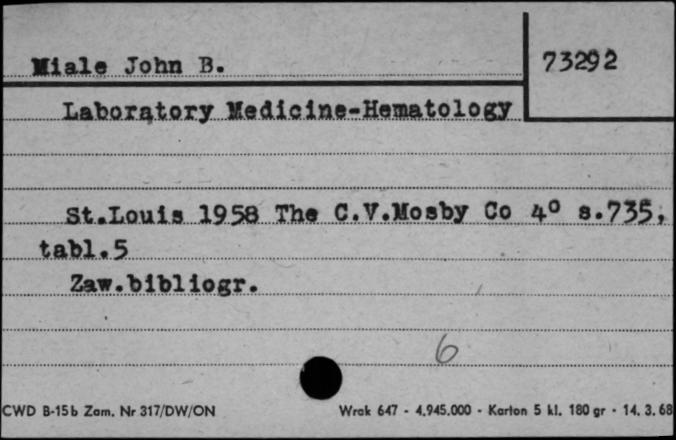 Miale John B.
73292
Laboratory Medicine-Hematology
St.Louis 1958 The C.V.Mosby Co 4° s.735,
tabl.5
Zaw.bibliogr.
6
CWD B-15b Zam. Nr 317/DW/ON
Wrak 647 - 4.945.000 - Karton 5 kl. 180 gr - 14. 3. 68